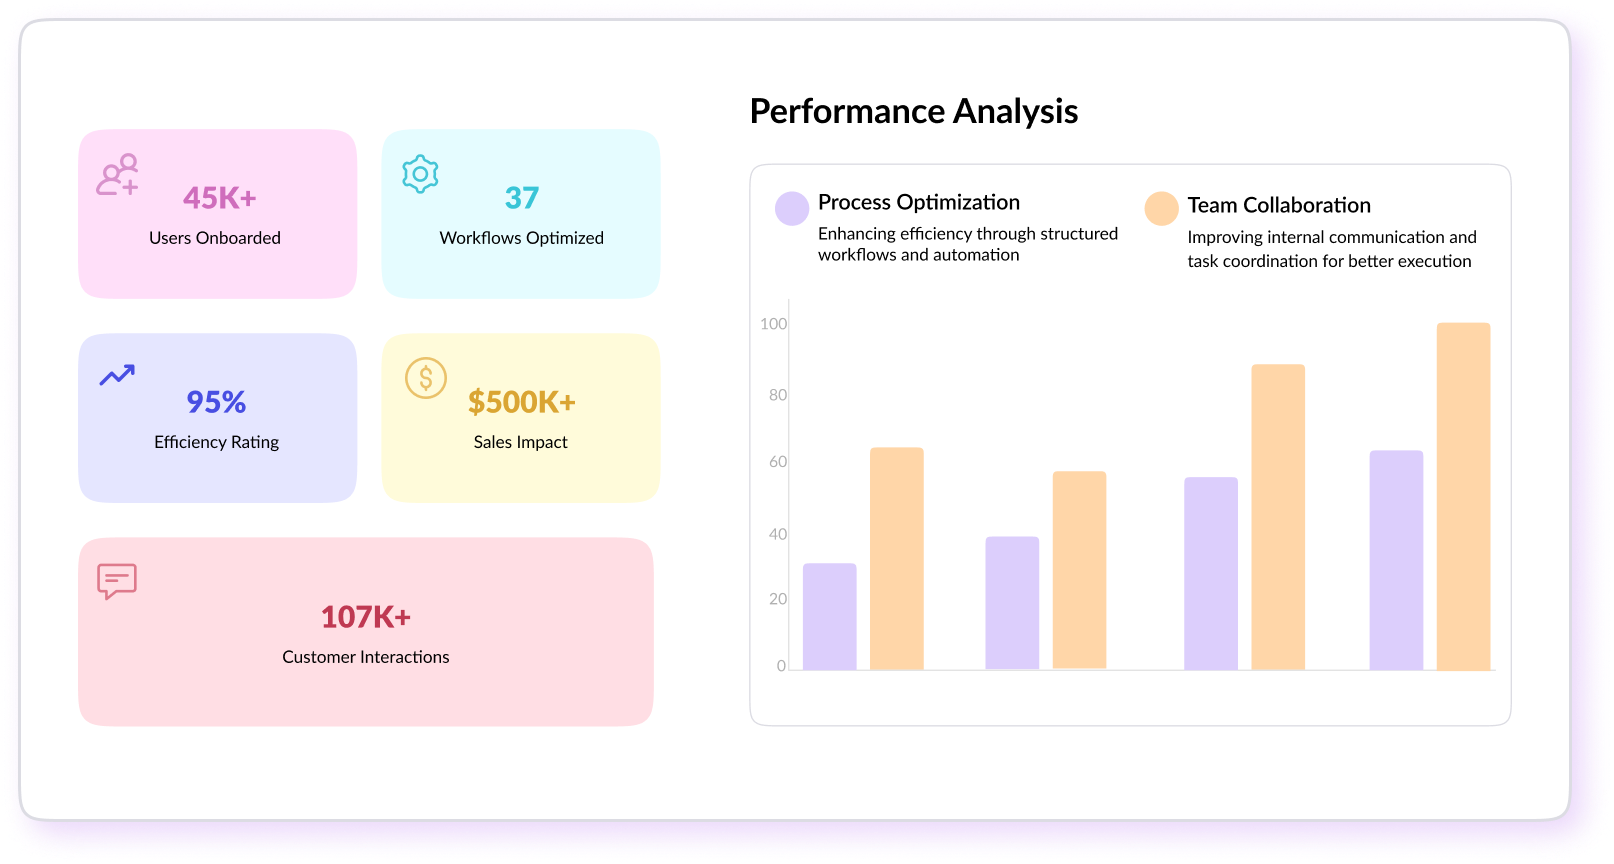 45K+
Users Onboarded
37
Workflows Optimized
95%
Efficiency Rating
$500K+
Sales Impact
107K+
Customer Interactions
Performance Analysis
Process Optimization
Enhancing efficiency through structured
workflows and automation
Team Collaboration
Improving internal communication and
task coordination for better execution
100
80
60
40
20
0